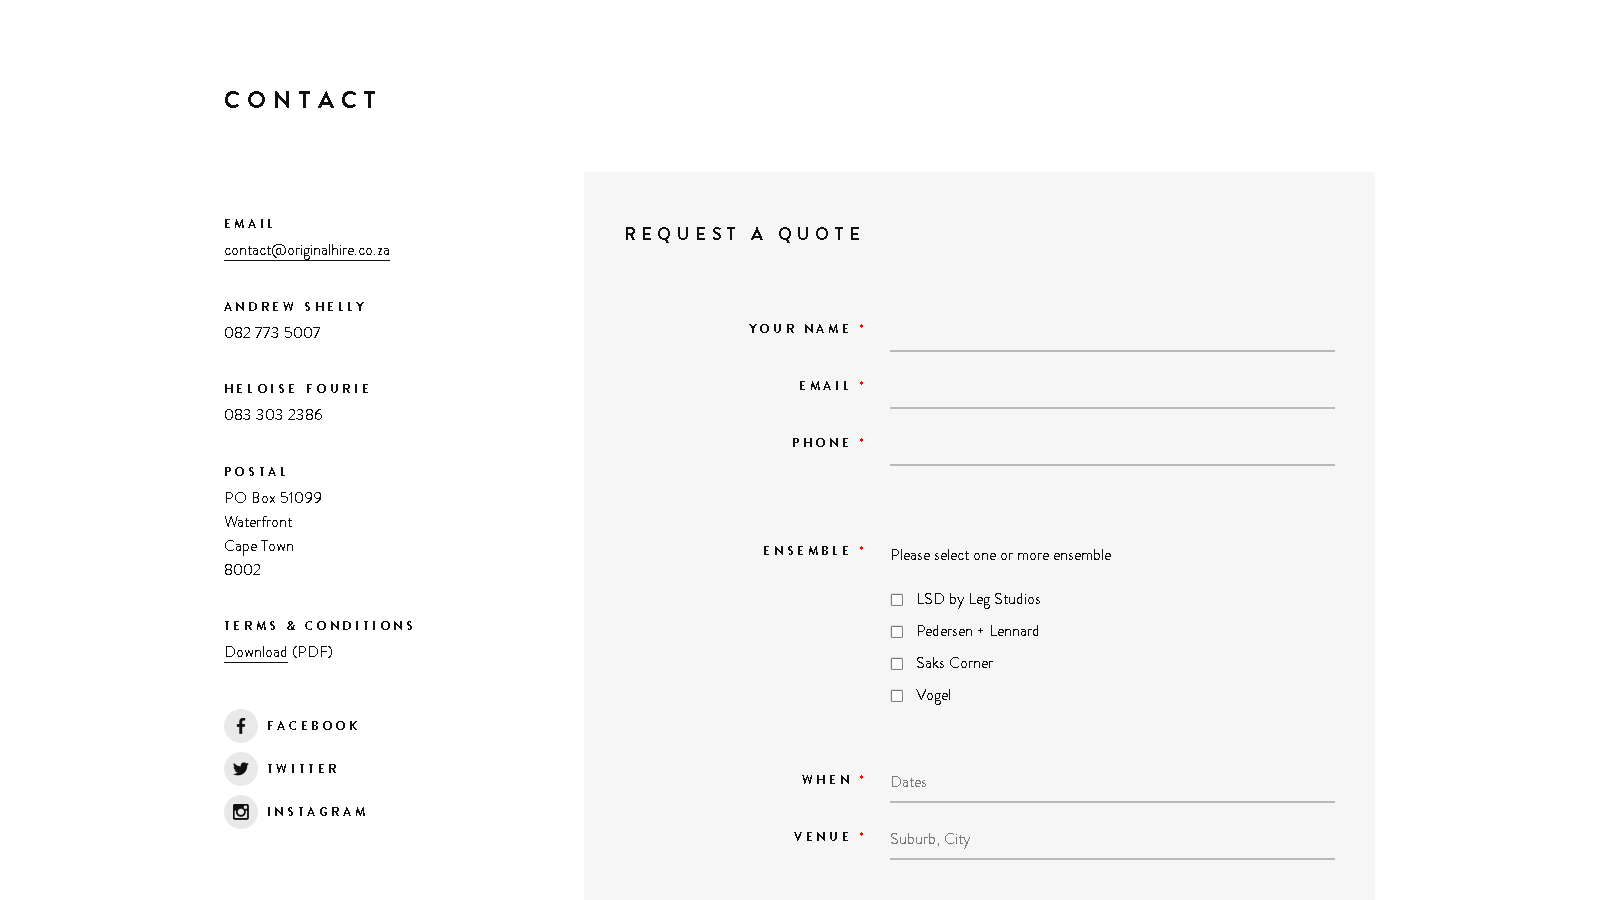 CONTACT
EMAIL
contact@originalhire.co.za
ANDREW SHELLY
082 773 5007
HELOISE FOURIE
083 303 2386
POSTAL
PO Box 51099
Waterfront
Cape Town
8002
TERMS & CONDITIONS
Download (PDF)
FACEBOOK
TWITTER
INSTAGRAM
REQUEST A QUOTE
YOUR NAME *
EMAIL *
PHONE *
ENSEMBLE * Please select one or more ensemble
LSD by Leg Studios
Pedersen + Lennard
Saks Corner
Vogel
WHEN * Dates
VENUE * Suburb, City